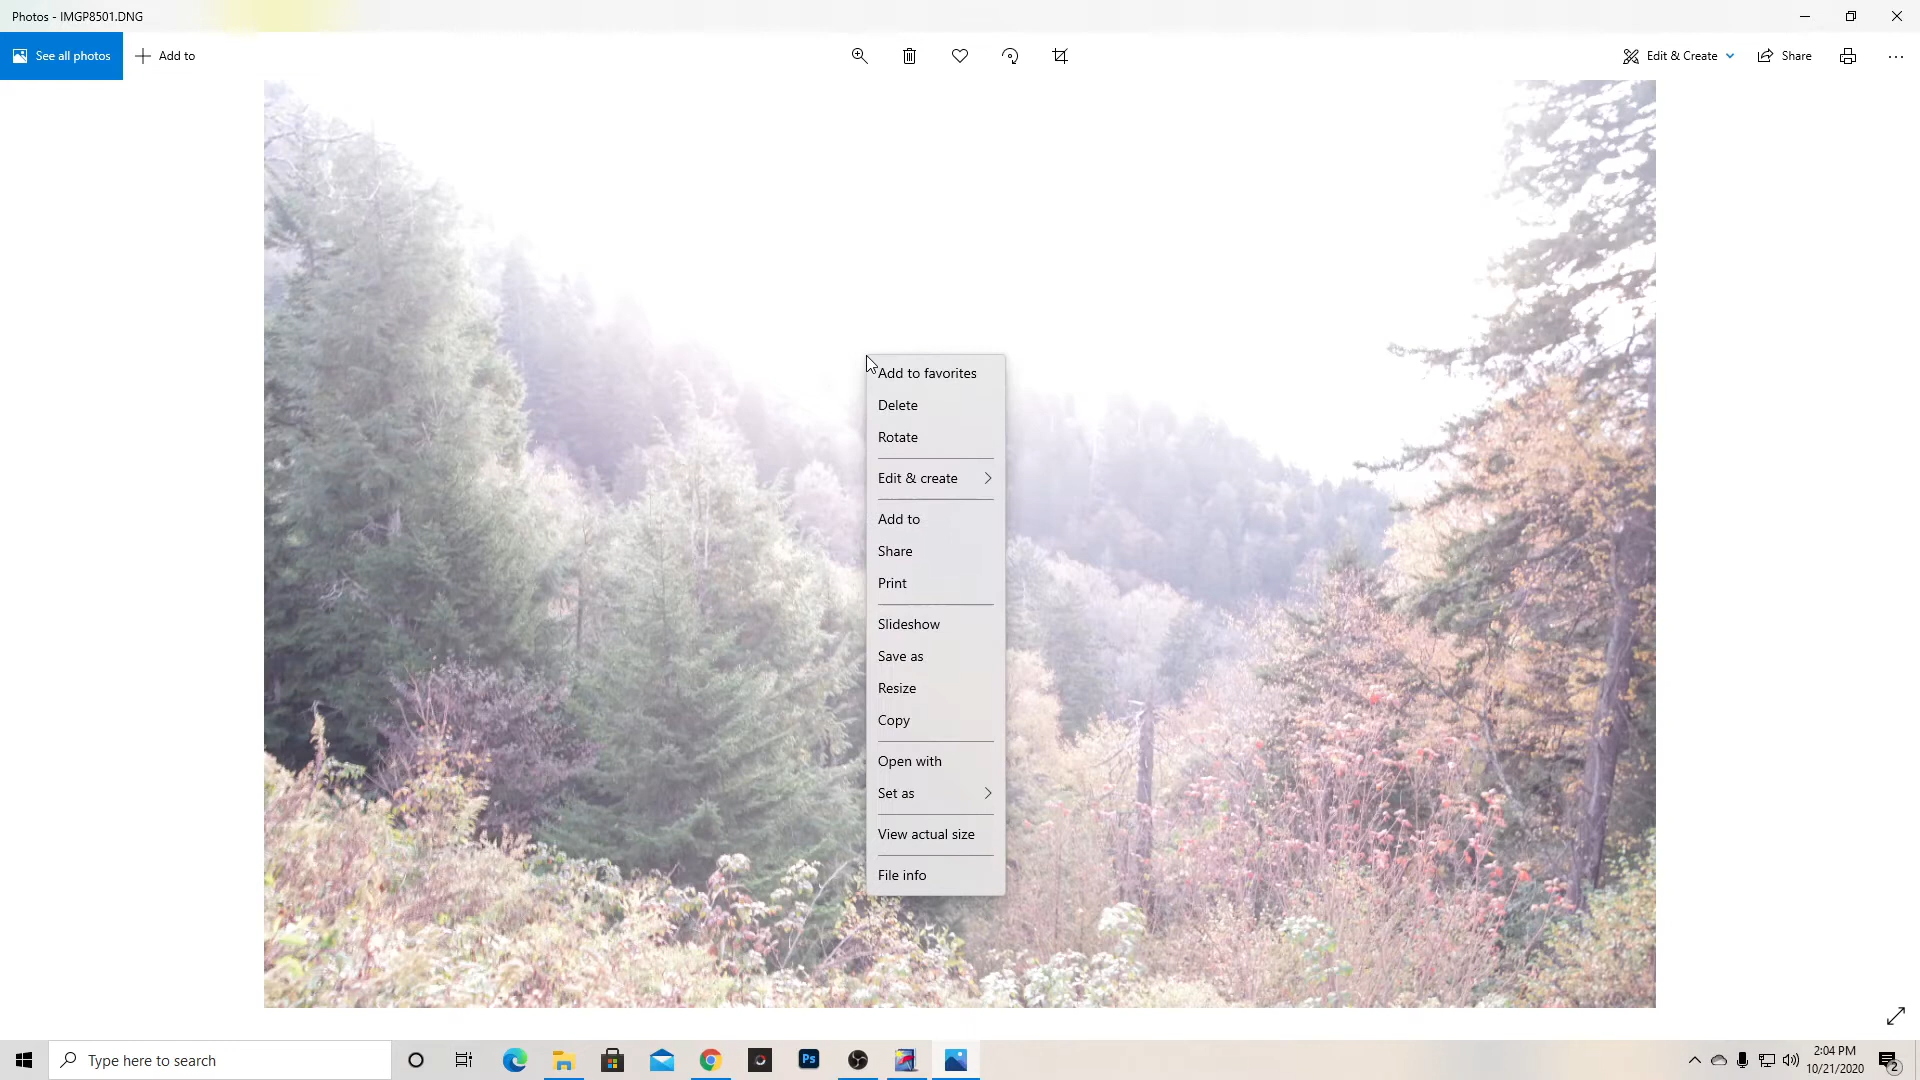 Photos - IMGP8501.DNG
See all photos
Add to
Edit & Create
Share
Add to favorites
Delete
Rotate
Edit & create
Add to
Share
Print
Slideshow
Save as
Resize
Copy
Open with
Set as
View actual size
File info
Type here to search
Ps
2:04 PM
10/21/2020
2